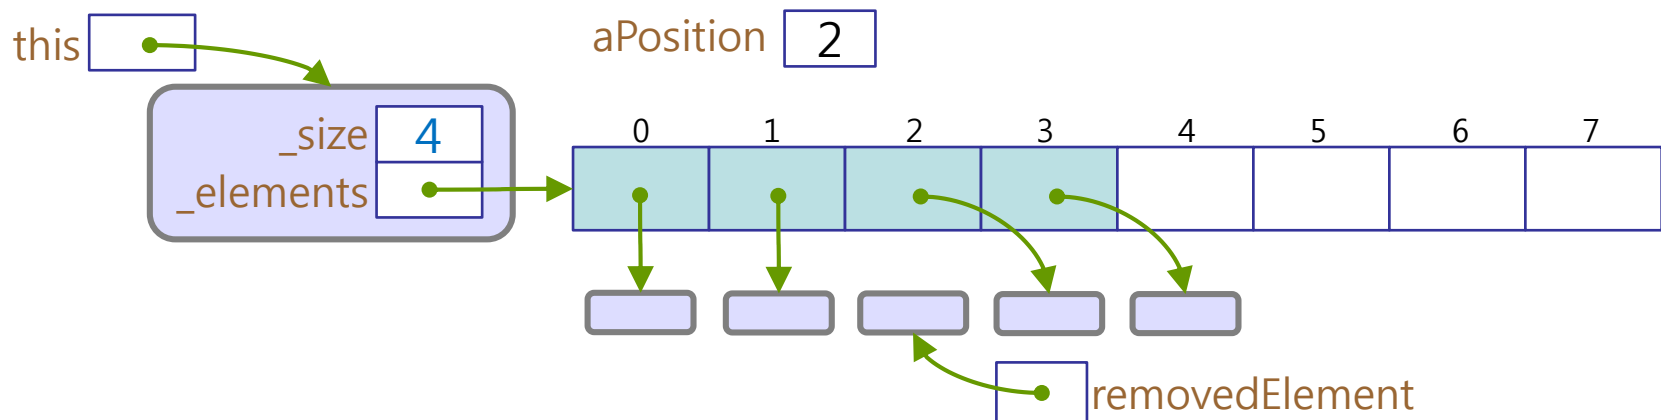 this
aPosition 2
_size 4
_elements
0 1 2 3 4 5 6 7
removedElement